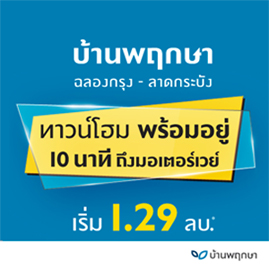 บ้านพฤกษา
ฉลองกรุง - ลาดกระบัง
ทาวน์โฮม พร้อมอยู่
10 นาที ถึงมอเตอร์เวย์
เริ่ม 1.29 ลบ.*
บ้านพฤกษา